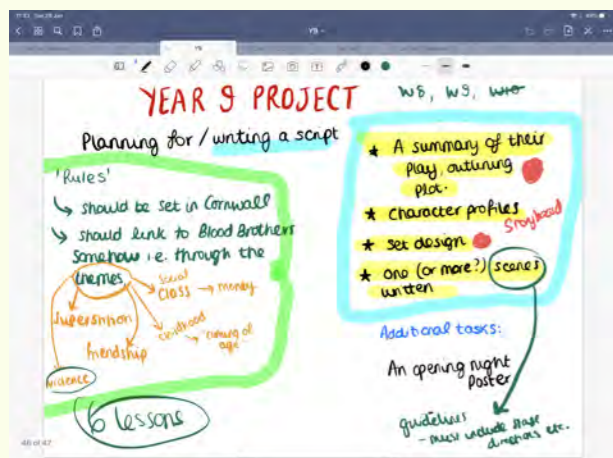 Y9
YEAR 9 PROJECT
W8, W9, W10
Planning for / writing a script
'Rules'
↳ should be set in Cornwall
↳ should link to Blood Brothers
somehow i.e. through the
themes
social
class → money
superstition
childhood
→ 'coming of
age'
friendship
violence
6 lessons
★ A summary of their
play, outlining
plot.
★ character profiles
Storyboard
★ set design
★ one (or more?) scenes
written
Additional tasks:
An opening night
Poster
guidelines
- must include stage
directions etc.
46 of 47